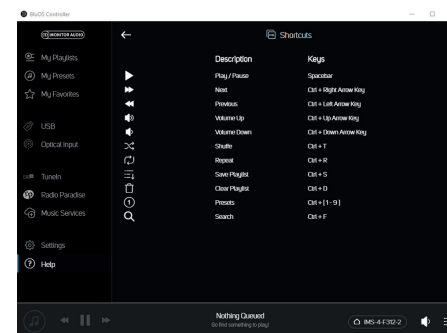 BluOS Controller
MONITOR AUDIO
Shortcuts
My Playlists
My Presets
My Favorites
USB
Optical Input
TuneIn
Radio Paradise
Music Services
Settings
Help
Description Keys
Play / Pause Spacebar
Next Ctrl + Right Arrow Key
Previous Ctrl + Left Arrow Key
Volume Up Ctrl + Up Arrow Key
Volume Down Ctrl + Down Arrow Key
Shuffle Ctrl + T
Repeat Ctrl + R
Save Playlist Ctrl + S
Clear Playlist Ctrl + D
1 Presets Ctrl + [1 - 9]
Search Ctrl + F
Nothing Queued
Go find something to play!
IMS-4-F312-2